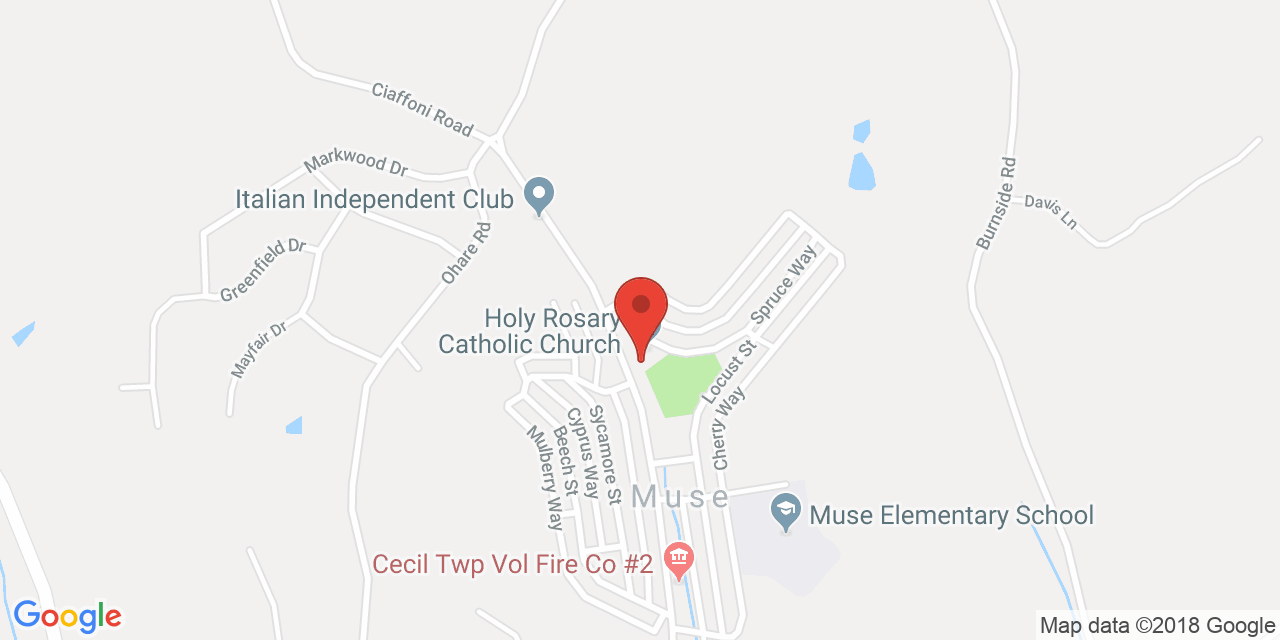 Ciaffoni Road
Markwood Dr
Italian Independent Club
Burnside Rd
Davis Ln
Greenfield Dr
Ohare Rd
Spruce Way
Holy Rosary
Catholic Church
Mayfair Dr
Locust St
Cherry Way
Sycamore St
Cyprus Way
Beech St
Mulberry Way
Muse
Muse Elementary School
Cecil Twp Vol Fire Co #2
Google
Map data ©2018 Google